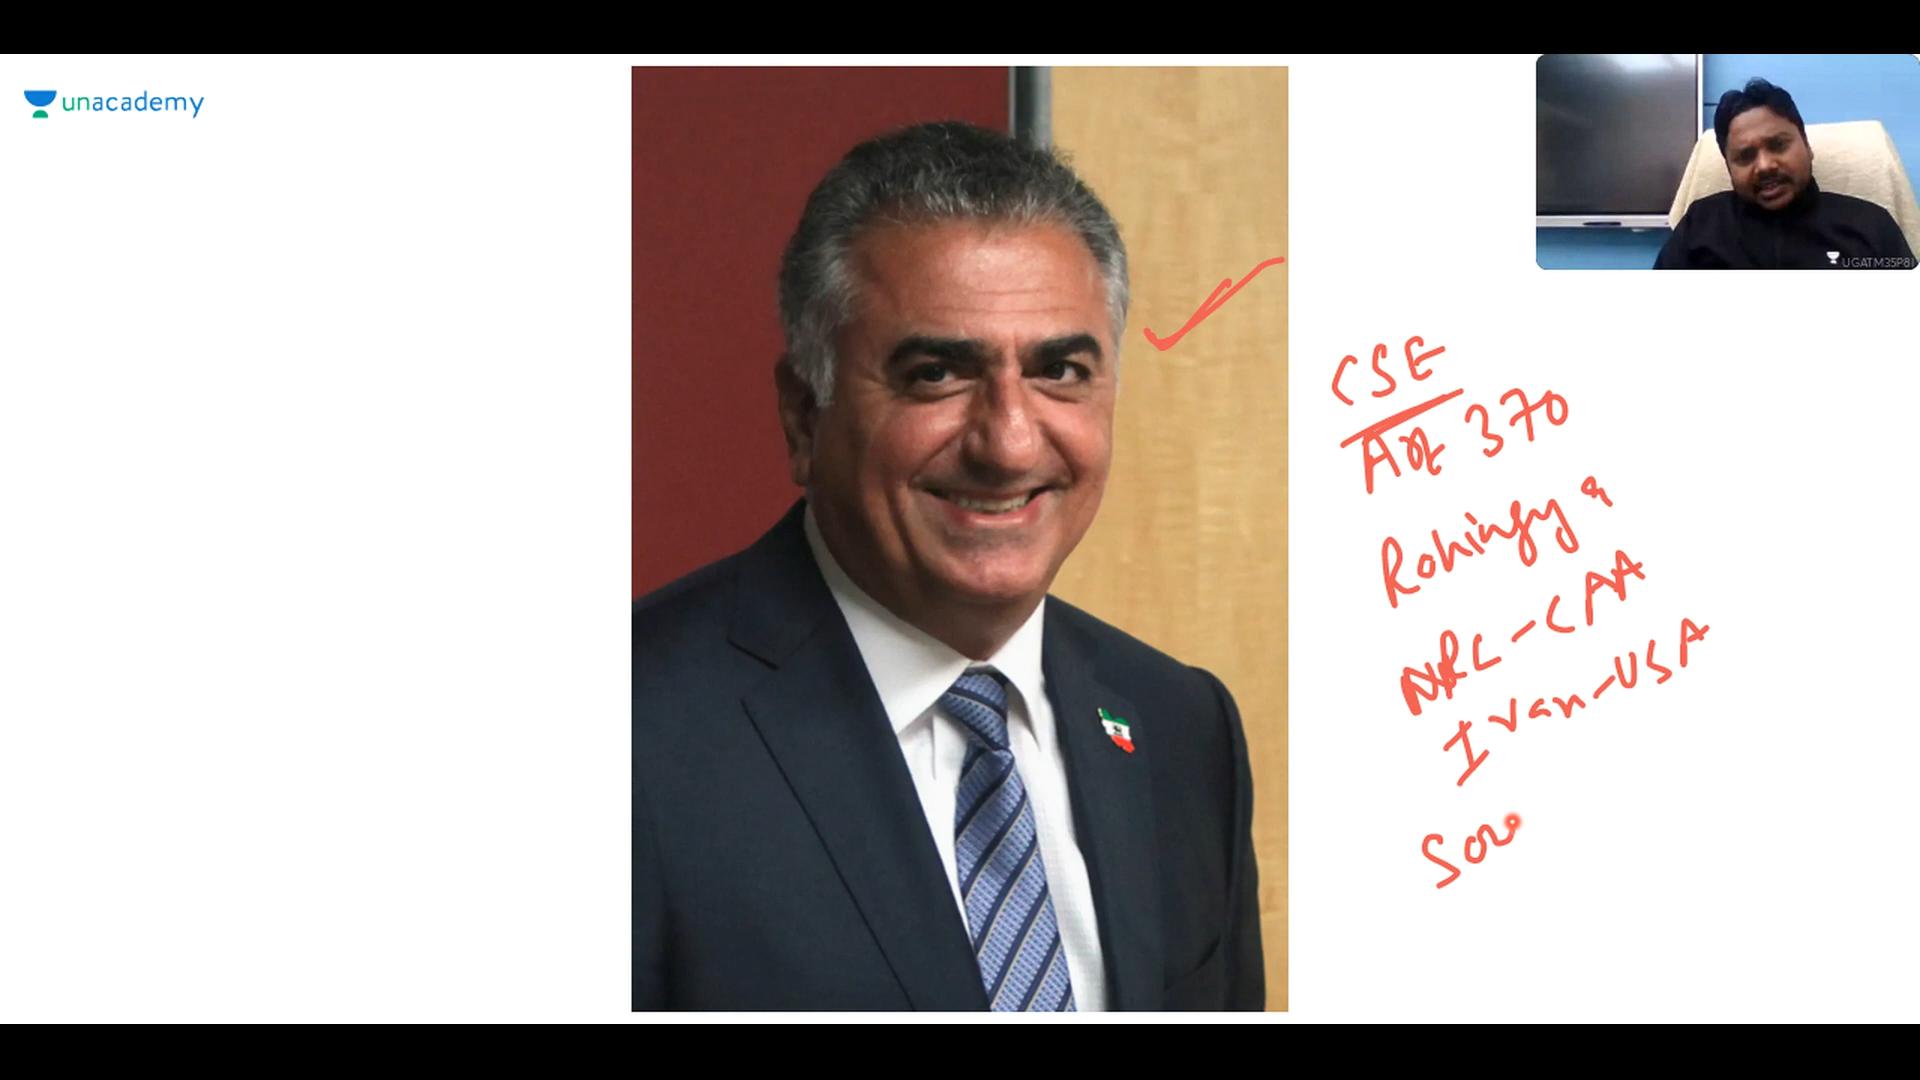 unacademy
UGATM35P8I
CSE
Art 370
Rohingya
NRC-CAA
Iran-USA